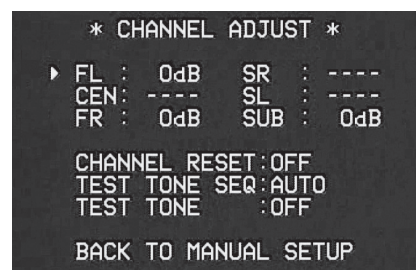 * CHANNEL ADJUST *
FL : 0dB SR : ----
CEN: ---- SL : ----
FR : 0dB SUB : 0dB
CHANNEL RESET:OFF
TEST TONE SEQ:AUTO
TEST TONE :OFF
BACK TO MANUAL SETUP